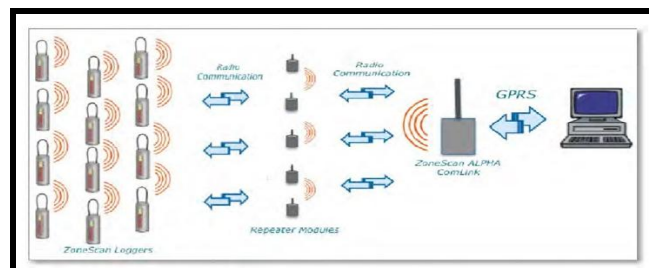 Radio
Communication
Radio
Communication
GPRS
ZoneScan ALPHA
ComLink
Repeater Modules
ZoneScan Loggers